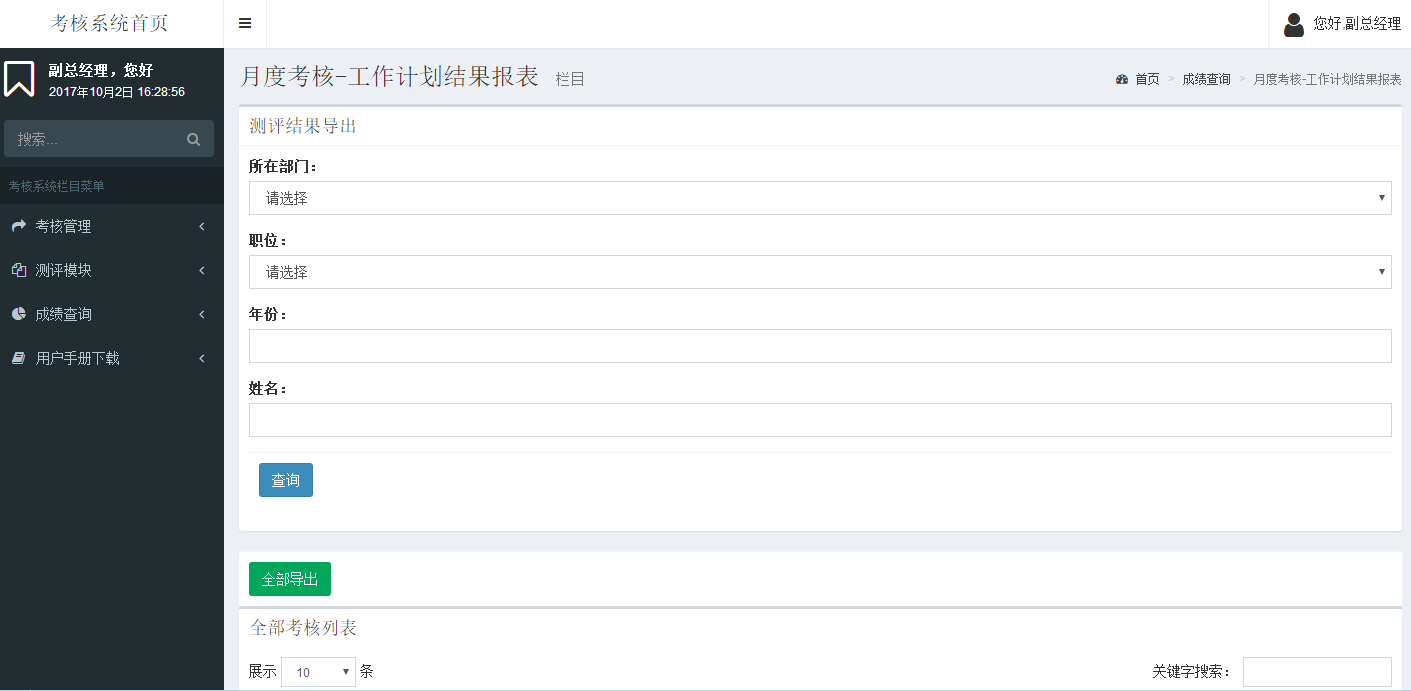 考核系统首页
您好,副总经理
副总经理，您好
2017年10月2日 16:28:56
搜索...
考核系统栏目菜单
考核管理
测评模块
成绩查询
用户手册下载
月度考核-工作计划结果报表 栏目
首页 > 成绩查询 > 月度考核-工作计划结果报表
测评结果导出
所在部门：
请选择
职位：
请选择
年份：
姓名：
查询
全部导出
全部考核列表
展示 10 条
关键字搜索：